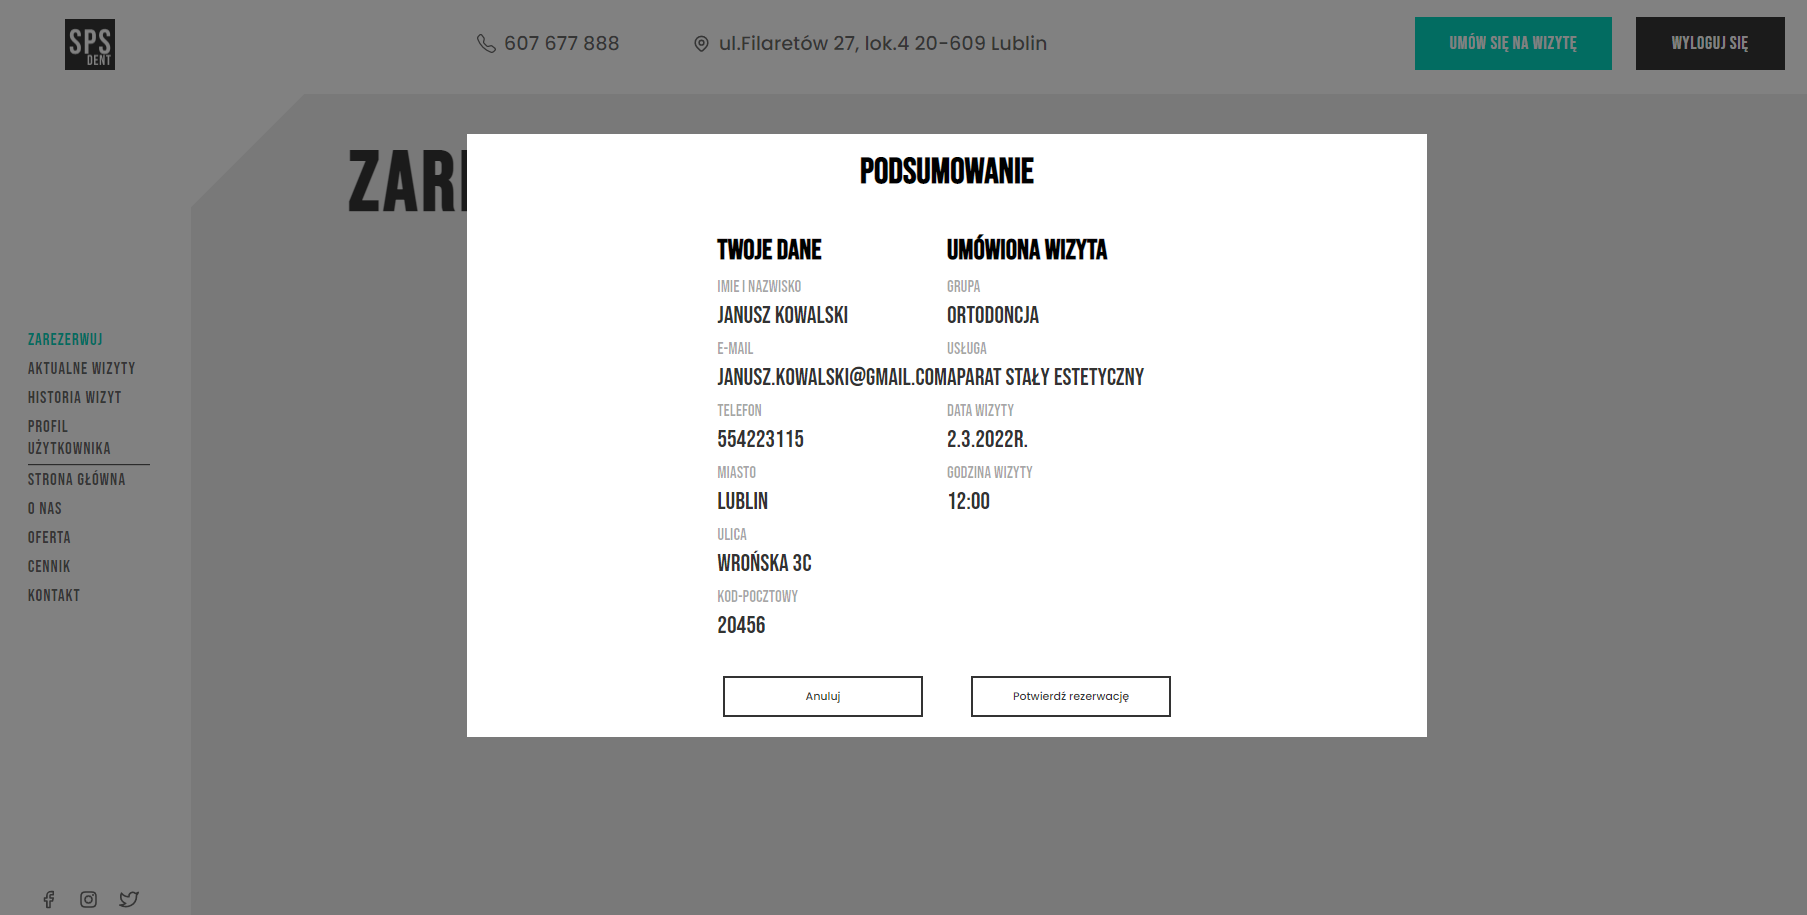 SPS
DENT
607 677 888
ul.Filaretów 27, lok.4 20-609 Lublin
UMÓW SIĘ NA WIZYTĘ
WYLOGUJ SIĘ
ZAREZERWUJ
AKTUALNE WIZYTY
HISTORIA WIZYT
PROFIL
UŻYTKOWNIKA
STRONA GŁÓWNA
O NAS
OFERTA
CENNIK
KONTAKT
PODSUMOWANIE
TWOJE DANE
IMIE I NAZWISKO
JANUSZ KOWALSKI
E-MAIL
JANUSZ.KOWALSKI@GMAIL.COM
TELEFON
554223115
MIASTO
LUBLIN
ULICA
WROŃSKA 3C
KOD-POCZTOWY
20456
UMÓWIONA WIZYTA
GRUPA
ORTODONCJA
USŁUGA
APARAT STAŁY ESTETYCZNY
DATA WIZYTY
2.3.2022R.
GODZINA WIZYTY
12:00
Anuluj
Potwierdź rezerwację